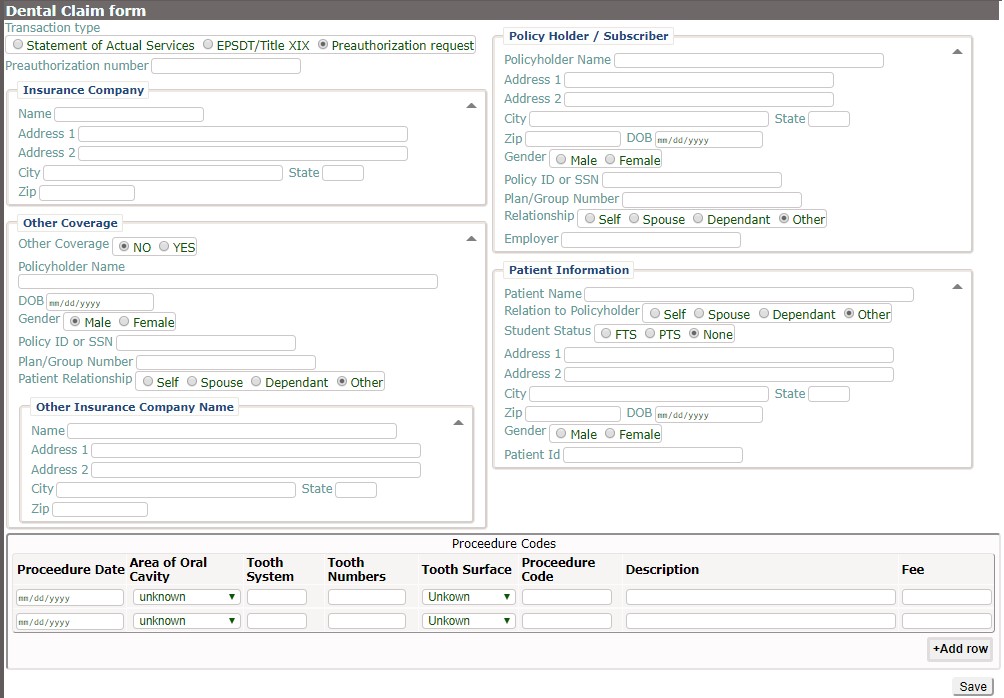 Dental Claim form
Transaction type
Statement of Actual Services EPSDT/Title XIX Preauthorization request
Preauthorization number
Insurance Company
Name
Address 1
Address 2
City State
Zip
Other Coverage
Other Coverage NO YES
Policyholder Name
DOB mm/dd/yyyy
Gender Male Female
Policy ID or SSN
Plan/Group Number
Patient Relationship Self Spouse Dependant Other
Other Insurance Company Name
Name
Address 1
Address 2
City State
Zip
Policy Holder / Subscriber
Policyholder Name
Address 1
Address 2
City State
Zip DOB mm/dd/yyyy
Gender Male Female
Policy ID or SSN
Plan/Group Number
Relationship Self Spouse Dependant Other
Employer
Patient Information
Patient Name
Relation to Policyholder Self Spouse Dependant Other
Student Status FTS PTS None
Address 1
Address 2
City State
Zip DOB mm/dd/yyyy
Gender Male Female
Patient Id
Proceedure Codes
Proceedure Date Area of Oral Cavity Tooth System Tooth Numbers Tooth Surface Proceedure Code Description Fee
mm/dd/yyyy unknown Unkown
mm/dd/yyyy unknown Unkown
+Add row
Save